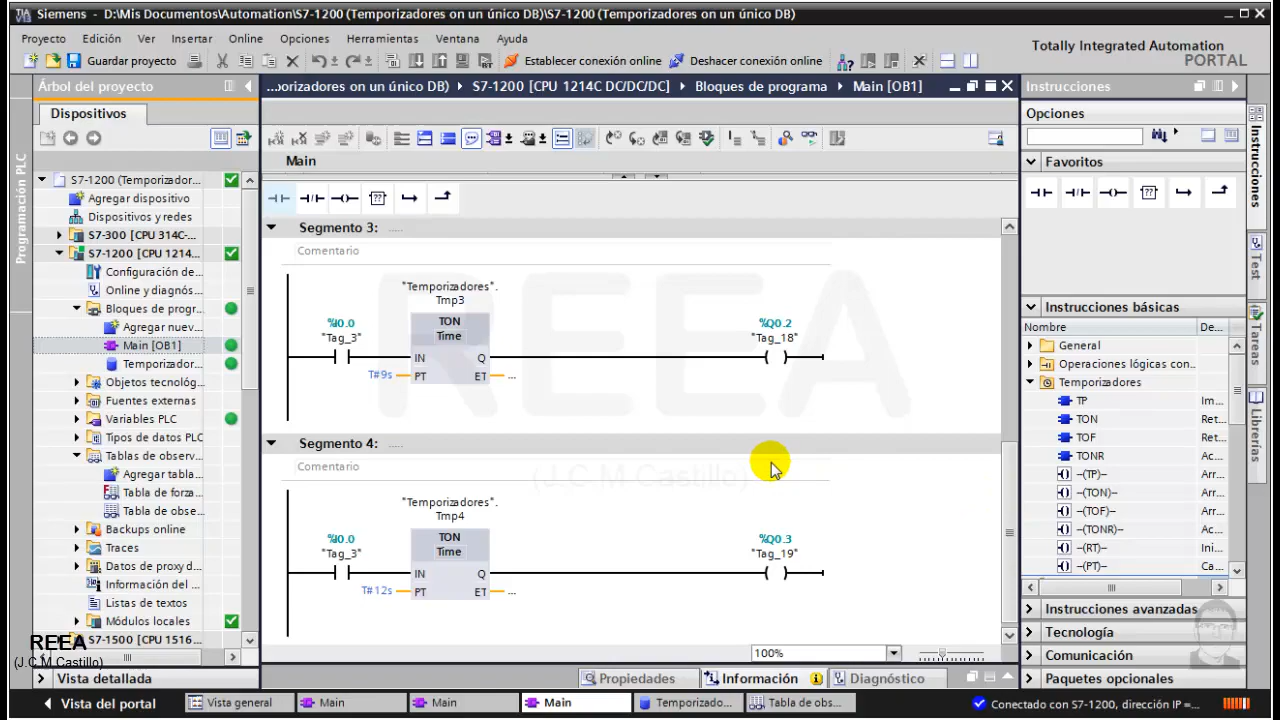 Siemens - D:\Mis Documentos\Automation\S7-1200 (Temporizadores on un único DB)\S7-1200 (Temporizadores on un único DB)
Proyecto Edición Ver Insertar Online Opciones Herramientas Ventana Ayuda
Totally Integrated Automation
PORTAL
Guardar proyecto
Establecer conexión online
Deshacer conexión online
Árbol del proyecto
...porizadores on un único DB) S7-1200 [CPU 1214C DC/DC/DC] Bloques de programa Main [OB1]
Instrucciones
Dispositivos
Opciones
Programación PLC
Main
Favoritos
S7-1200 (Temporizador...
Agregar dispositivo
Dispositivos y redes
S7-300 [CPU 314C-...
S7-1200 [CPU 1214...
Configuración de...
Online y diagnós...
Bloques de progr...
Agregar nuev...
Main [OB1]
Temporizador...
Objetos tecnológ...
Fuentes externas
Variables PLC
Tipos de datos PLC
Tablas de observ...
Agregar tabla...
Tabla de forza...
Tabla de obse...
Backups online
Traces
Datos de proxy d...
Información del ...
Listas de textos
Módulos locales
S7-1500 [CPU 1516...
Vista detallada
Segmento 3: .....
Comentario
"Temporizadores".
Tmp3
%I0.0
"Tag_3"
TON
Time
IN Q
T#9s PT ET ...
%Q0.2
"Tag_18"
Segmento 4: .....
Comentario
"Temporizadores".
Tmp4
%I0.0
"Tag_3"
TON
Time
IN Q
T#12s PT ET ...
%Q0.3
"Tag_19"
REEA
(J.C M Castillo)
100%
Propiedades
Información
Diagnóstico
Instrucciones básicas
Nombre De...
General
Operaciones lógicas con...
Temporizadores
TP Im...
TON Ret...
TOF Ret...
TONR Ac...
-(TP)- Arr...
-(TON)- Arr...
-(TOF)- Arr...
-(TONR)- Ac...
-(RT)- Ini...
-(PT)- Ca...
Instrucciones avanzadas
Tecnología
Comunicación
Paquetes opcionales
Instrucciones
Test
Tareas
Librerías
REEA
(J.C M Castillo)
Vista del portal
Vista general
Main
Main
Main
Temporizado...
Tabla de obs...
Conectado con S7-1200, dirección IP =...